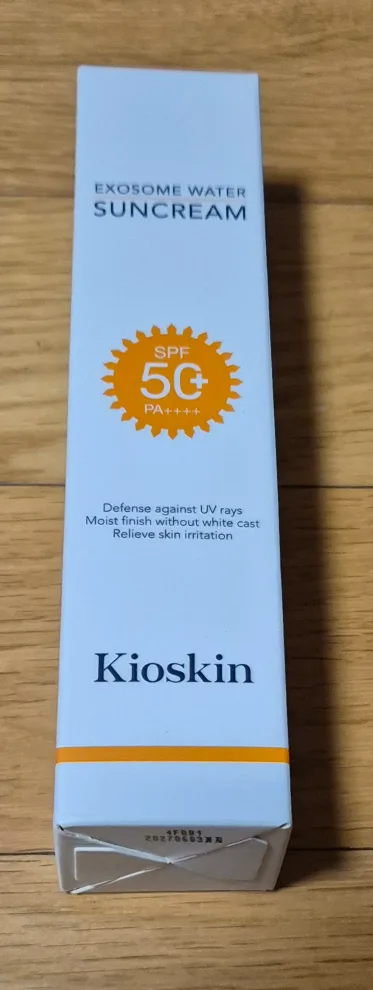 EXOSOME WATER
SUNCREAM
SPF
50+
PA++++
Defense against UV rays
Moist finish without white cast
Relieve skin irritation
Kioskin